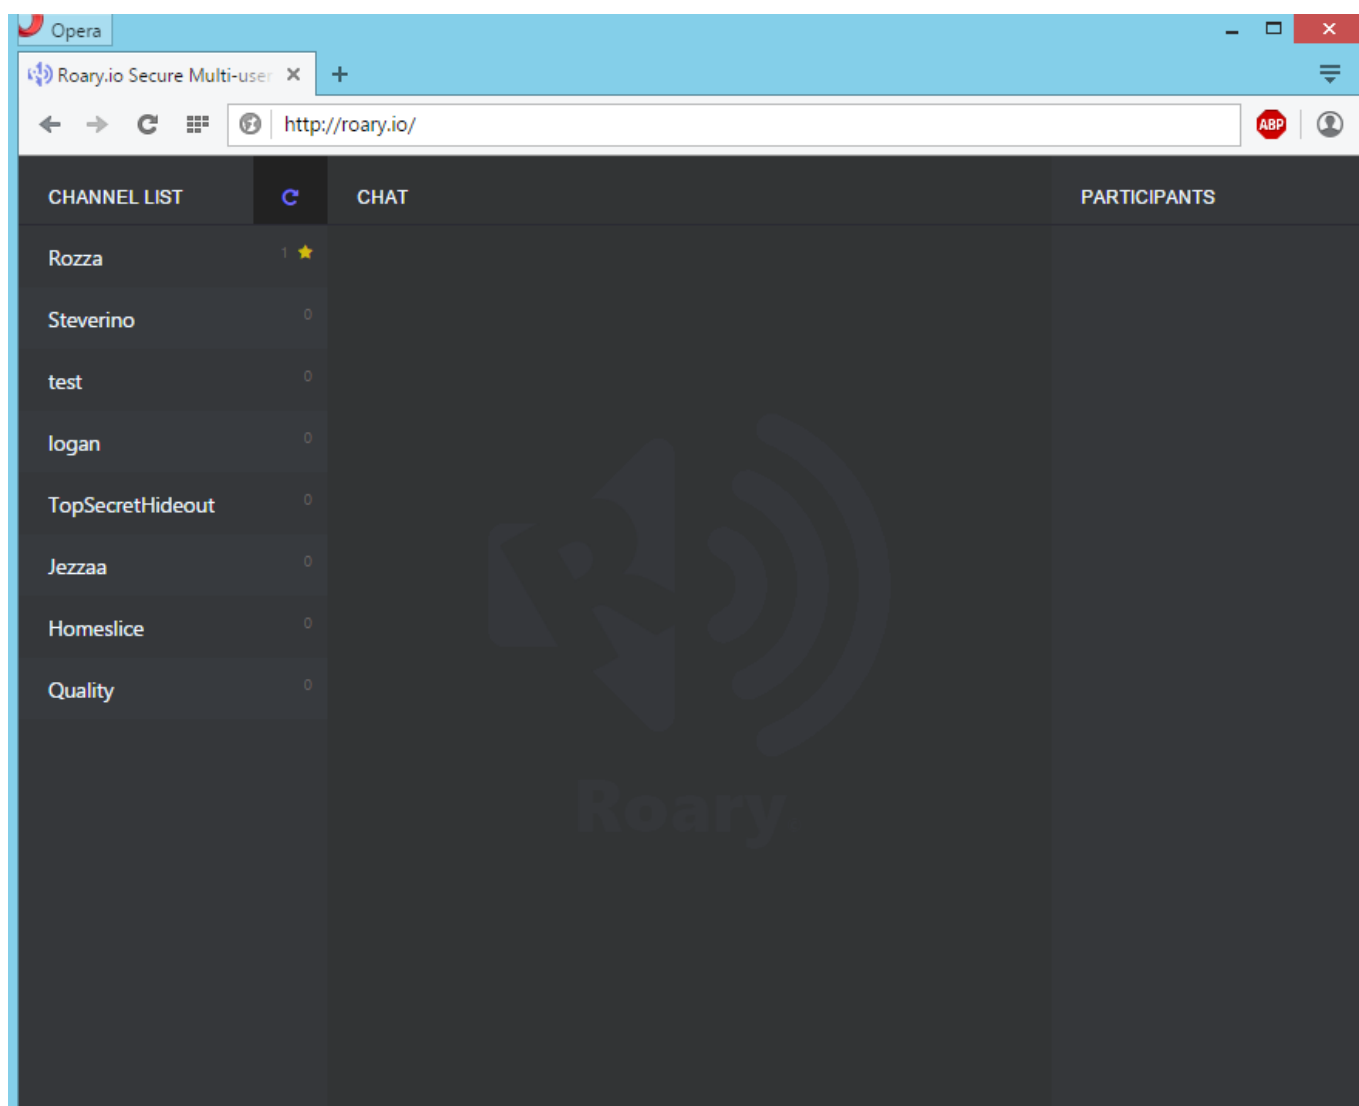 Opera
Roary.io Secure Multi-user
http://roary.io/
ABP
CHANNEL LIST
CHAT
PARTICIPANTS
Rozza 1
Steverino 0
test 0
logan 0
TopSecretHideout 0
Jezzaa 0
Homeslice 0
Quality 0
Roary